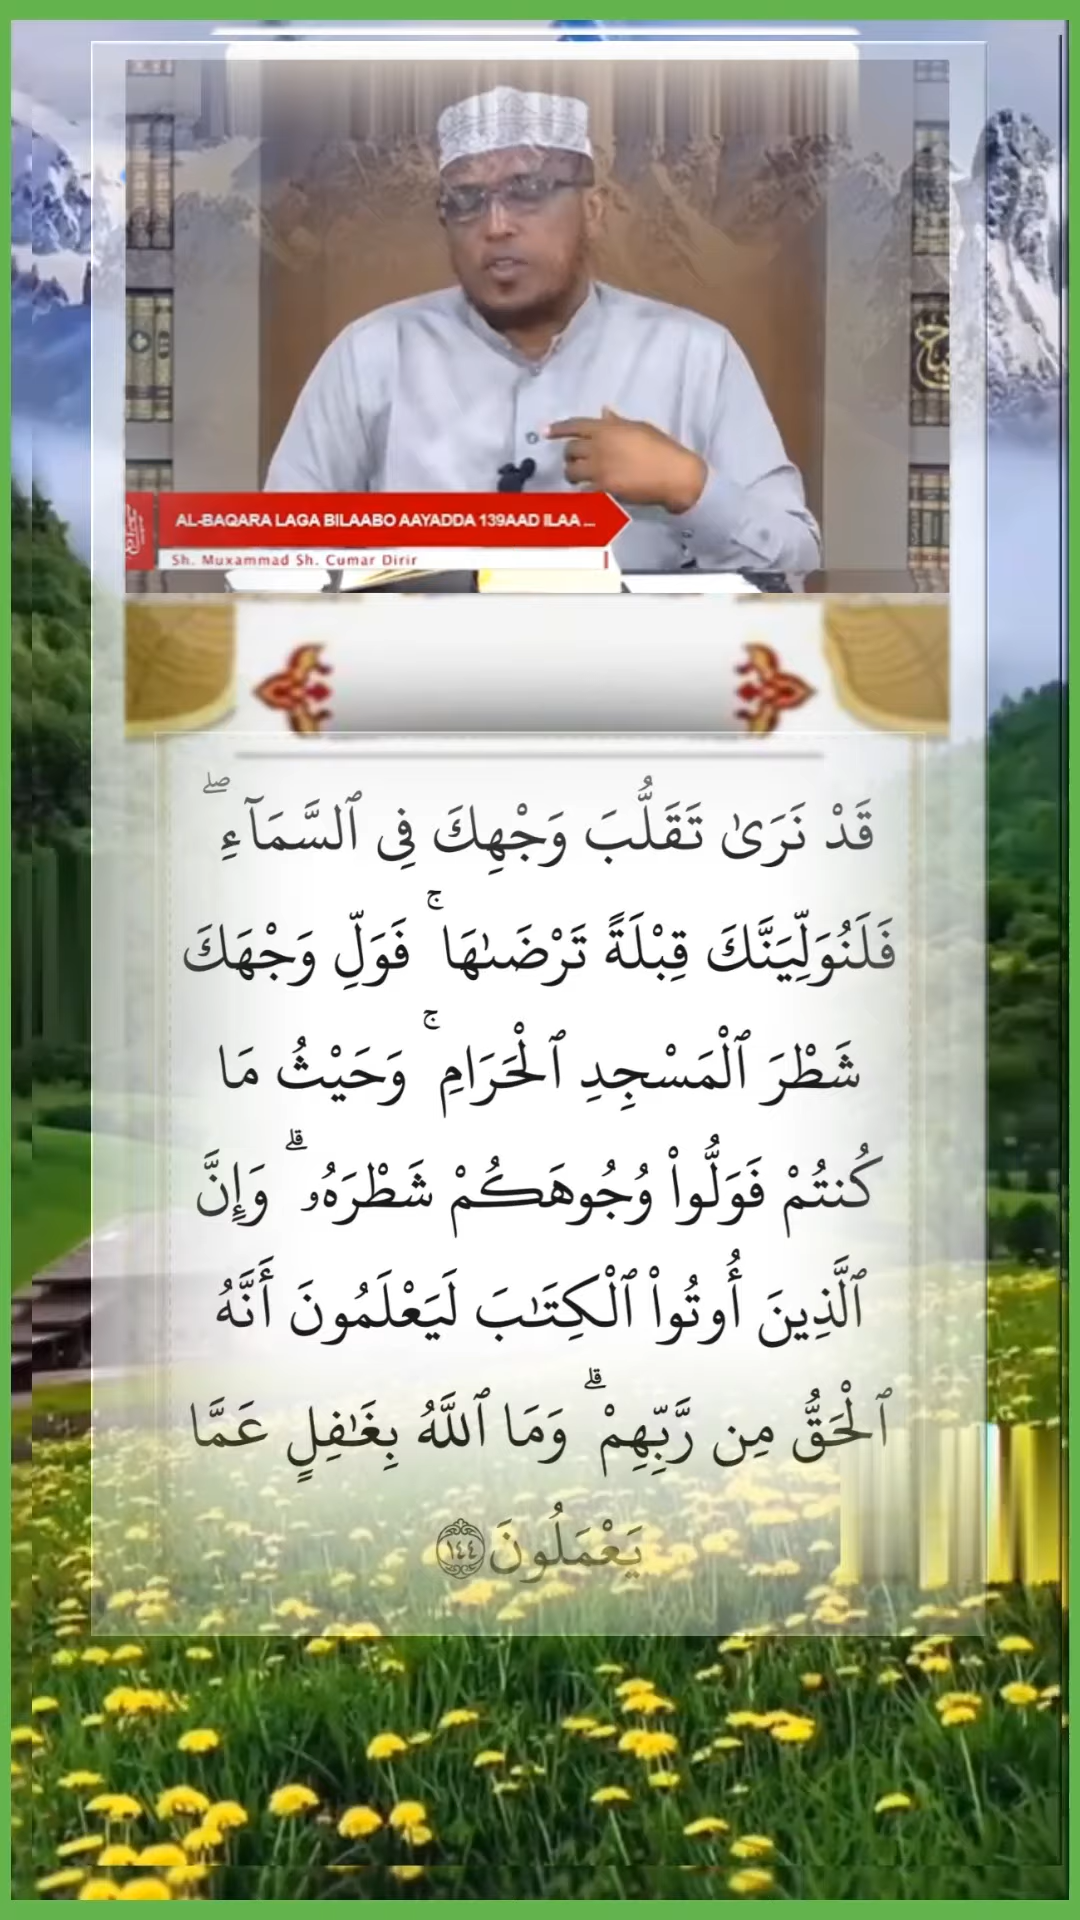 AL-BAQARA LAGA BILAABO AAYADDA 139AAD ILAA ...
Sh. Muxammad Sh. Cumar Dirir
قَدْ نَرَىٰ تَقَلُّبَ وَجْهِكَ فِى ٱلسَّمَآءِ ۖ
فَلَنُوَلِّيَنَّكَ قِبْلَةً تَرْضَىٰهَا ۚ فَوَلِّ وَجْهَكَ
شَطْرَ ٱلْمَسْجِدِ ٱلْحَرَامِ ۚ وَحَيْثُ مَا
كُنتُمْ فَوَلُّوا۟ وُجُوهَكُمْ شَطْرَهُۥ ۗ وَإِنَّ
ٱلَّذِينَ أُوتُوا۟ ٱلْكِتَـٰبَ لَيَعْلَمُونَ أَنَّهُ
ٱلْحَقُّ مِن رَّبِّهِمْ ۗ وَمَا ٱللَّهُ بِغَـٰفِلٍ عَمَّا
يَعْمَلُونَ ١٤٤